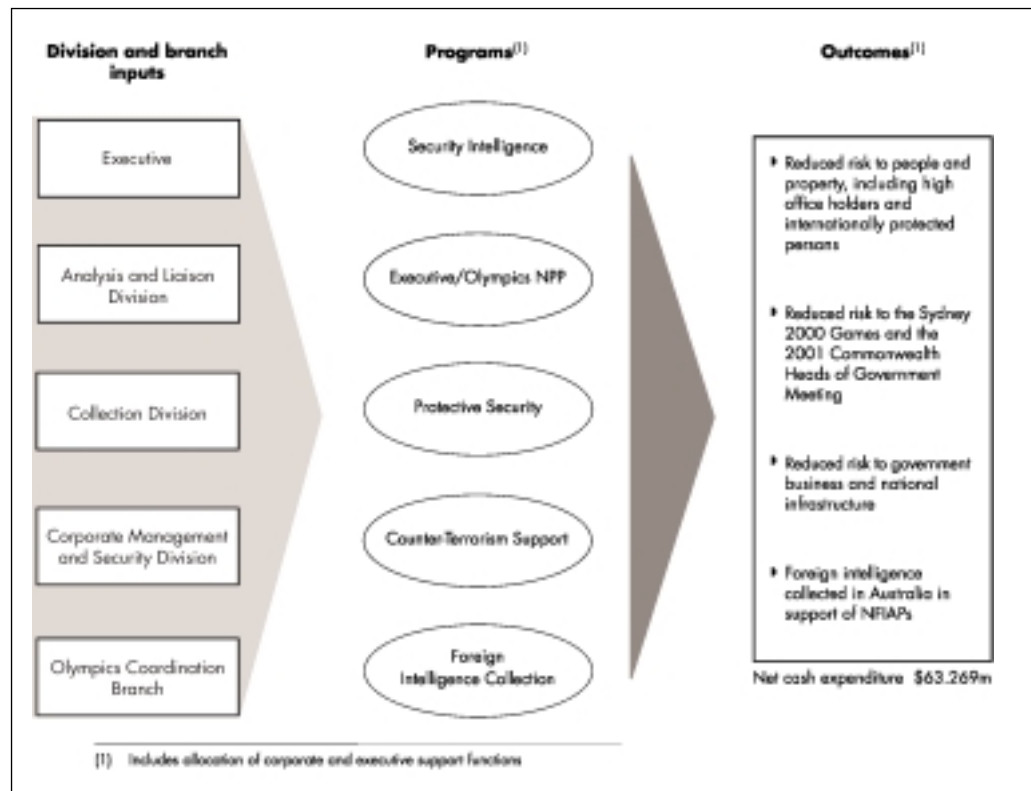 Division and branch
inputs
Programs(1)
Outcomes(1)
Executive
Analysis and Liaison
Division
Collection Division
Corporate Management
and Security Division
Olympics Coordination
Branch
Security Intelligence
Executive/Olympics NPP
Protective Security
Counter-Terrorism Support
Foreign
Intelligence Collection
Reduced risk to people and
property, including high
office holders and
internationally protected
persons
Reduced risk to the Sydney
2000 Games and the
2001 Commonwealth
Heads of Government
Meeting
Reduced risk to government
business and national
infrastructure
Foreign intelligence
collected in Australia in
support of NFIAPs
Net cash expenditure $63.269m
(1) Includes allocation of corporate and executive support functions